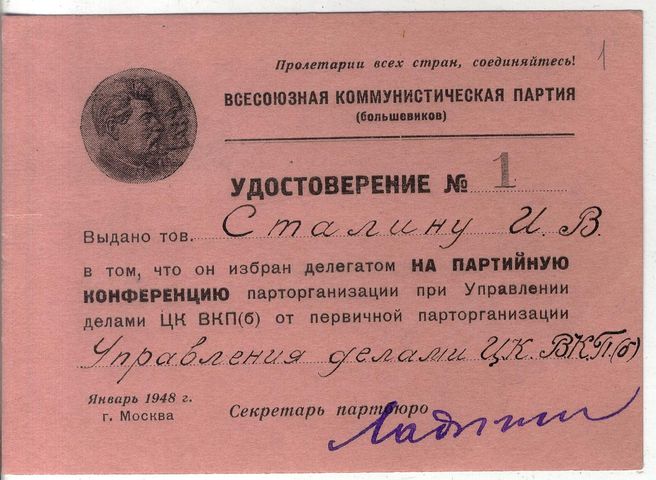 1
Пролетарии всех стран, соединяйтесь!
ВСЕСОЮЗНАЯ КОММУНИСТИЧЕСКАЯ ПАРТИЯ
(большевиков)
УДОСТОВЕРЕНИЕ № 1
Выдано тов. Сталину И. В.
в том, что он избран делегатом НА ПАРТИЙНУЮ
КОНФЕРЕНЦИЮ парторганизации при Управлении
делами ЦК ВКП(б) от первичной парторганизации
Управления делами ЦК ВКП(б)
Январь 1948 г.
г. Москва
Секретарь партбюро